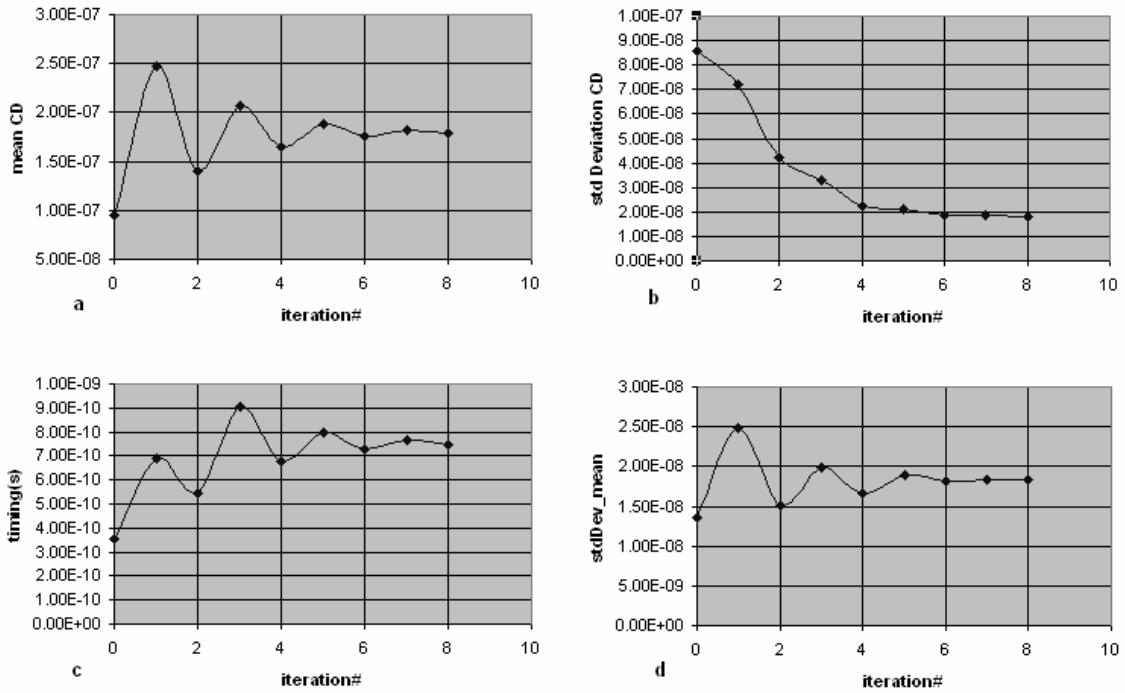 3.00E-07
2.50E-07
2.00E-07
1.50E-07
1.00E-07
5.00E-08
mean CD
0 2 4 6 8 10
iteration#
a
1.00E-07
9.00E-08
8.00E-08
7.00E-08
6.00E-08
5.00E-08
4.00E-08
3.00E-08
2.00E-08
1.00E-08
0.00E+00
std Deviation CD
0 2 4 6 8 10
iteration#
b
1.00E-09
9.00E-10
8.00E-10
7.00E-10
6.00E-10
5.00E-10
4.00E-10
3.00E-10
2.00E-10
1.00E-10
0.00E+00
timing(s)
0 2 4 6 8 10
iteration#
c
3.00E-08
2.50E-08
2.00E-08
1.50E-08
1.00E-08
5.00E-09
0.00E+00
stdDev_mean
0 2 4 6 8 10
iteration#
d